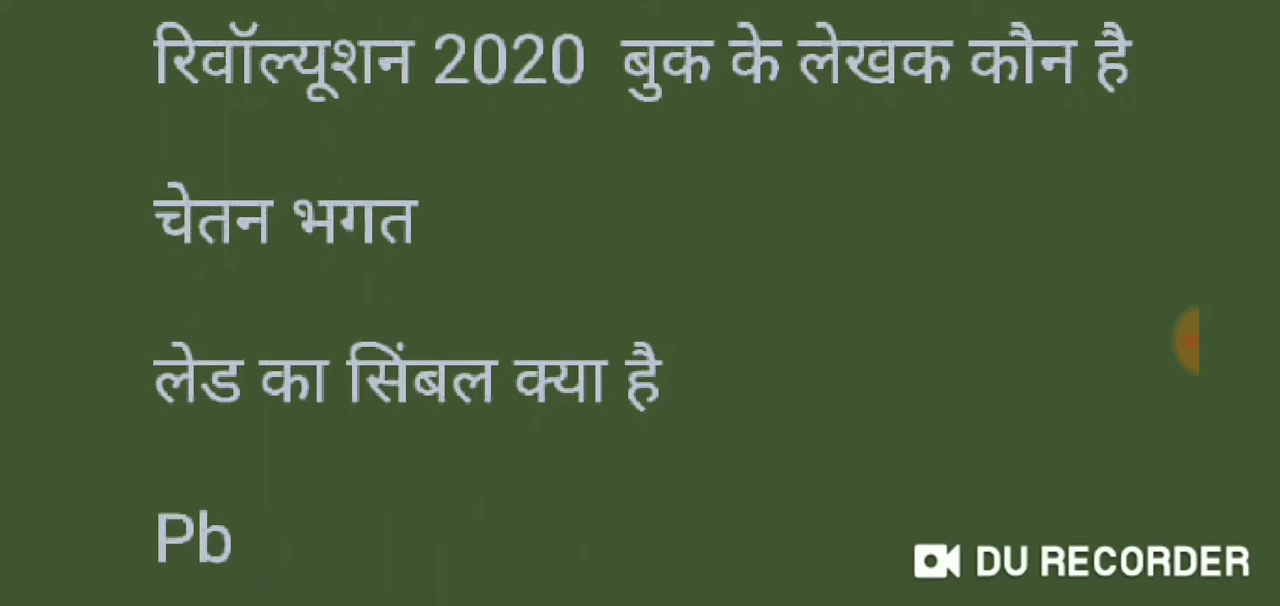 रिवॉल्यूशन 2020 बुक के लेखक कौन है
चेतन भगत
लेड का सिंबल क्या है
Pb
DU RECORDER